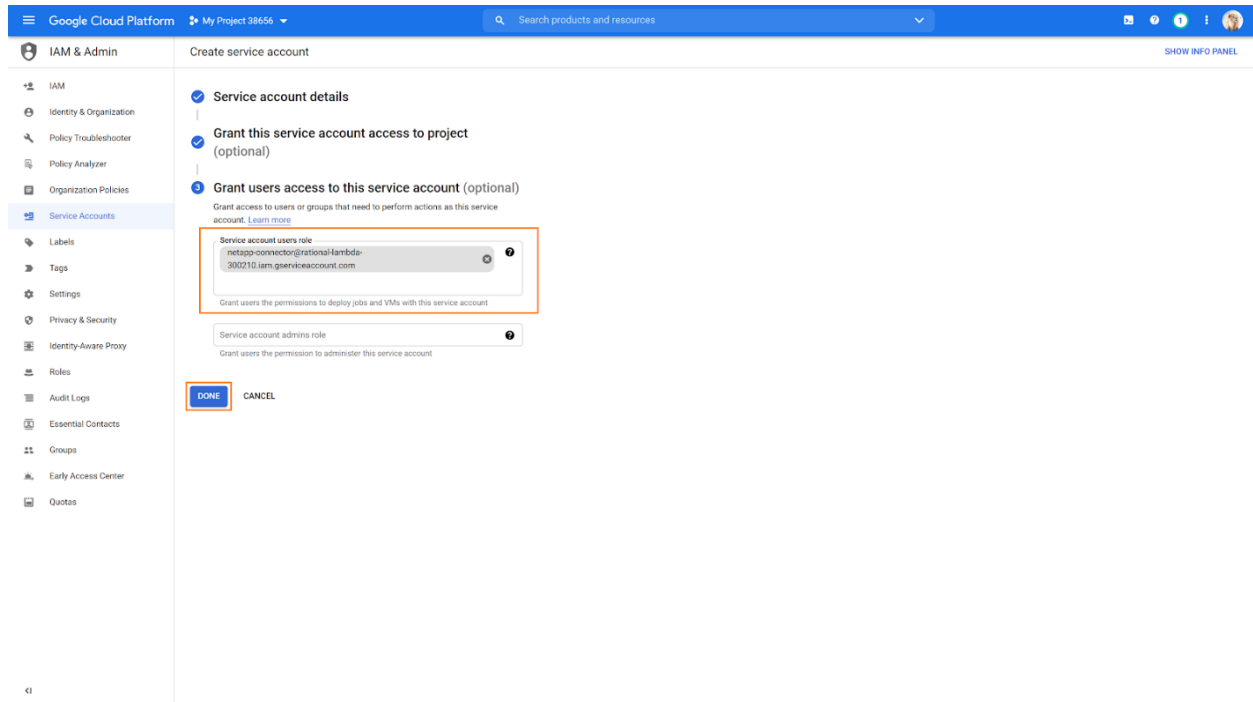 Google Cloud Platform
My Project 38656
Search products and resources
1
IAM & Admin
Create service account
SHOW INFO PANEL
IAM
Identity & Organization
Policy Troubleshooter
Policy Analyzer
Organization Policies
Service Accounts
Labels
Tags
Settings
Privacy & Security
Identity-Aware Proxy
Roles
Audit Logs
Essential Contacts
Groups
Early Access Center
Quotas
Service account details
Grant this service account access to project
(optional)
3
Grant users access to this service account (optional)
Grant access to users or groups that need to perform actions as this service
account. Learn more
Service account users role
netapp-connector@rational-lambda-
300210.iam.gserviceaccount.com
Grant users the permissions to deploy jobs and VMs with this service account
Service account admins role
Grant users the permission to administer this service account
DONE
CANCEL